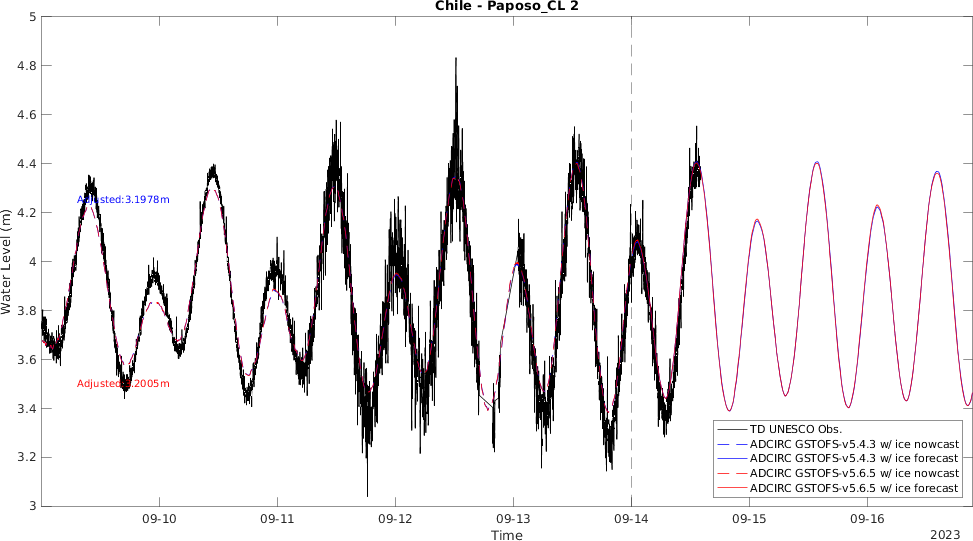 Chile - Paposo_CL 2
5
4.8
4.6
4.4
4.2
4
3.8
3.6
3.4
3.2
3
Water Level (m)
Adjusted:3.1978m
Adjusted:3.2005m
TD UNESCO Obs.
ADCIRC GSTOFS-v5.4.3 w/ ice nowcast
ADCIRC GSTOFS-v5.4.3 w/ ice forecast
ADCIRC GSTOFS-v5.6.5 w/ ice nowcast
ADCIRC GSTOFS-v5.6.5 w/ ice forecast
09-10 09-11 09-12 09-13 09-14 09-15 09-16
Time
2023